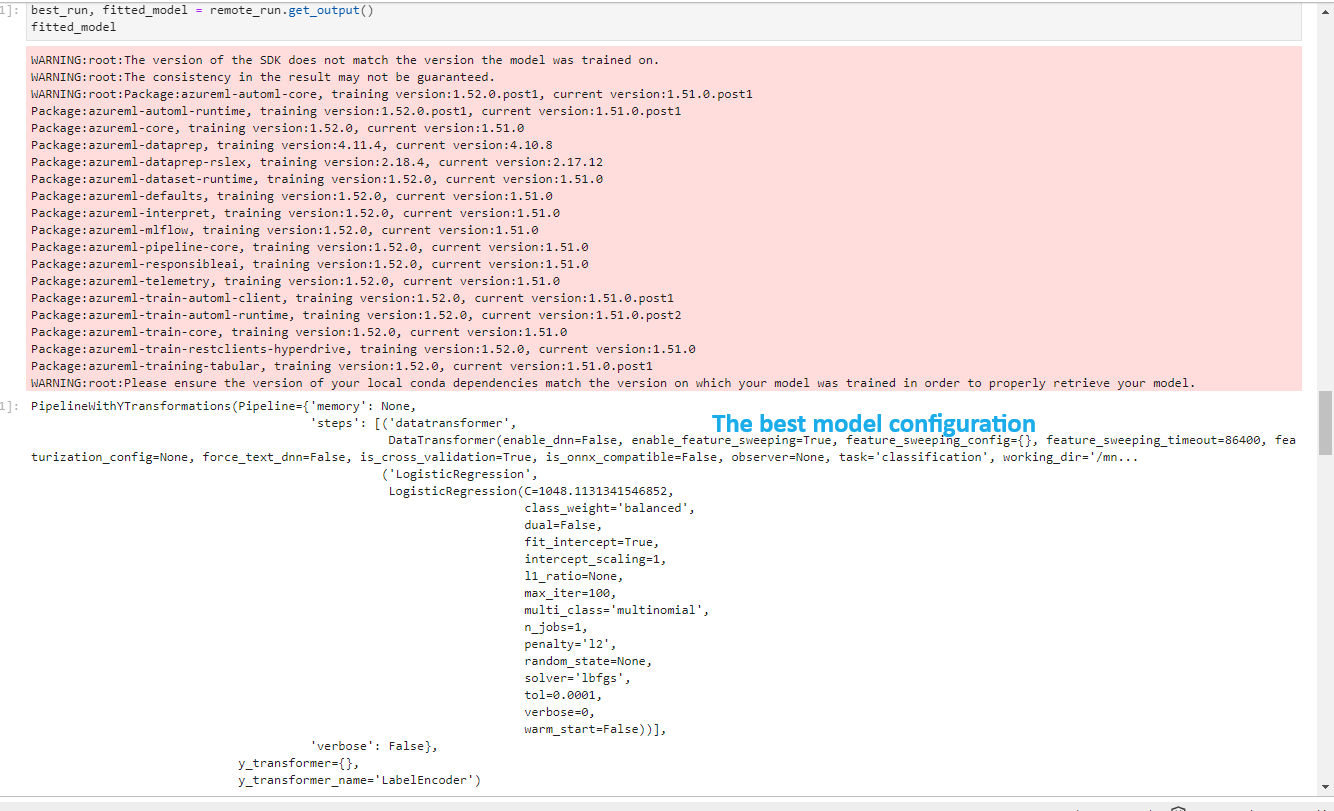 1]: best_run, fitted_model = remote_run.get_output()
fitted_model
WARNING:root:The version of the SDK does not match the version the model was trained on.
WARNING:root:The consistency in the result may not be guaranteed.
WARNING:root:Package:azureml-automl-core, training version:1.52.0.post1, current version:1.51.0.post1
Package:azureml-automl-runtime, training version:1.52.0.post1, current version:1.51.0.post1
Package:azureml-core, training version:1.52.0, current version:1.51.0
Package:azureml-dataprep, training version:4.11.4, current version:4.10.8
Package:azureml-dataprep-rslex, training version:2.18.4, current version:2.17.12
Package:azureml-dataset-runtime, training version:1.52.0, current version:1.51.0
Package:azureml-defaults, training version:1.52.0, current version:1.51.0
Package:azureml-interpret, training version:1.52.0, current version:1.51.0
Package:azureml-mlflow, training version:1.52.0, current version:1.51.0
Package:azureml-pipeline-core, training version:1.52.0, current version:1.51.0
Package:azureml-responsibleai, training version:1.52.0, current version:1.51.0
Package:azureml-telemetry, training version:1.52.0, current version:1.51.0
Package:azureml-train-automl-client, training version:1.52.0, current version:1.51.0.post1
Package:azureml-train-automl-runtime, training version:1.52.0, current version:1.51.0.post2
Package:azureml-train-core, training version:1.52.0, current version:1.51.0
Package:azureml-train-restclients-hyperdrive, training version:1.52.0, current version:1.51.0
Package:azureml-training-tabular, training version:1.52.0, current version:1.51.0.post1
WARNING:root:Please ensure the version of your local conda dependencies match the version on which your model was trained in order to properly retrieve your model.
1]: PipelineWithYTransformations(Pipeline={'memory': None,
'steps': [('datatransformer',
The best model configuration
DataTransformer(enable_dnn=False, enable_feature_sweeping=True, feature_sweeping_config={}, feature_sweeping_timeout=86400, fea
turization_config=None, force_text_dnn=False, is_cross_validation=True, is_onnx_compatible=False, observer=None, task='classification', working_dir='/mn...
('LogisticRegression',
LogisticRegression(C=1048.1131341546852,
class_weight='balanced',
dual=False,
fit_intercept=True,
intercept_scaling=1,
l1_ratio=None,
max_iter=100,
multi_class='multinomial',
n_jobs=1,
penalty='l2',
random_state=None,
solver='lbfgs',
tol=0.0001,
verbose=0,
warm_start=False))],
'verbose': False},
y_transformer={},
y_transformer_name='LabelEncoder')